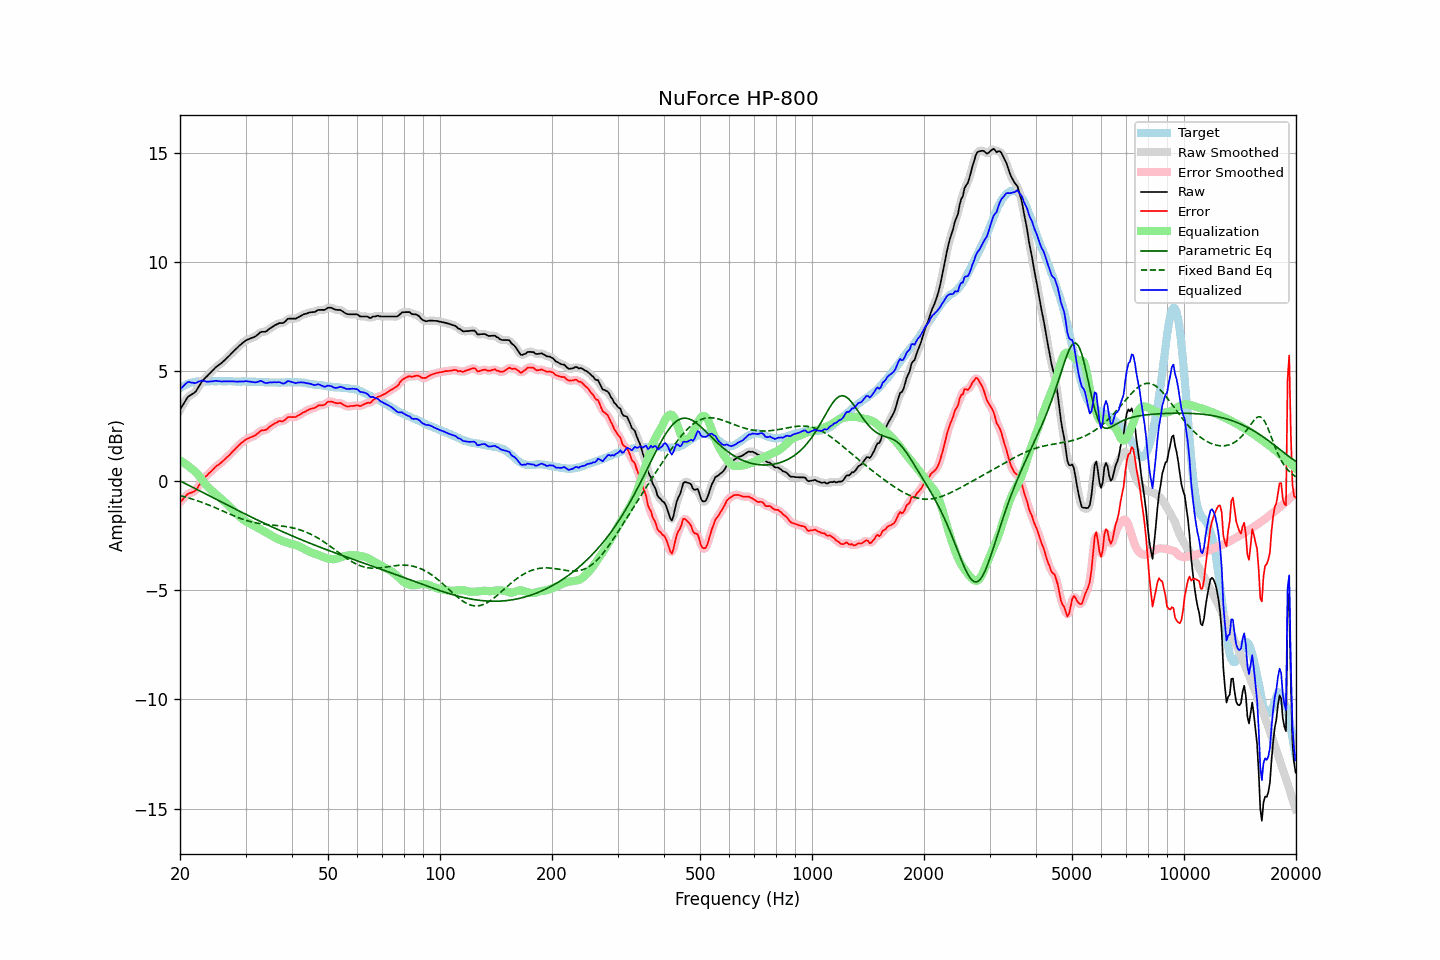 NuForce HP-800
Target
Raw Smoothed
Error Smoothed
Raw
Error
Equalization
Parametric Eq
Fixed Band Eq
Equalized
15
10
5
0
−5
−10
−15
Amplitude (dBr)
20
50
100
200
500
1000
2000
5000
10000
20000
Frequency (Hz)